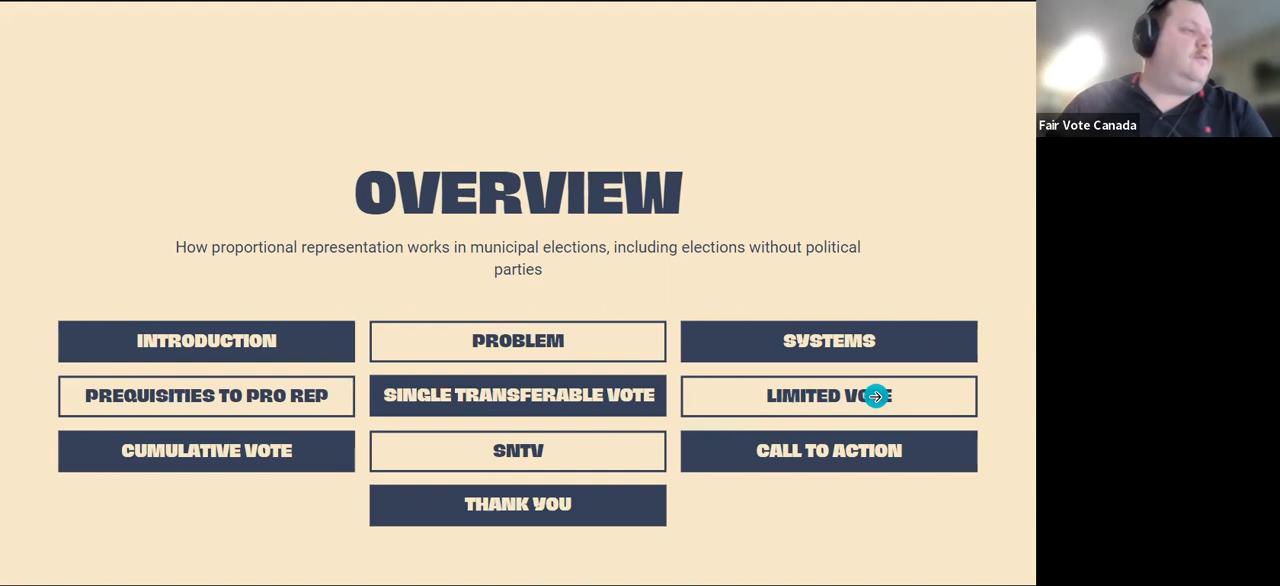 OVERVIEW
How proportional representation works in municipal elections, including elections without political
parties
INTRODUCTION
PROBLEM
SYSTEMS
PREQUISITIES TO PRO REP
SINGLE TRANSFERABLE VOTE
LIMITED VOTE
CUMULATIVE VOTE
SNTV
CALL TO ACTION
THANK YOU
Fair Vote Canada